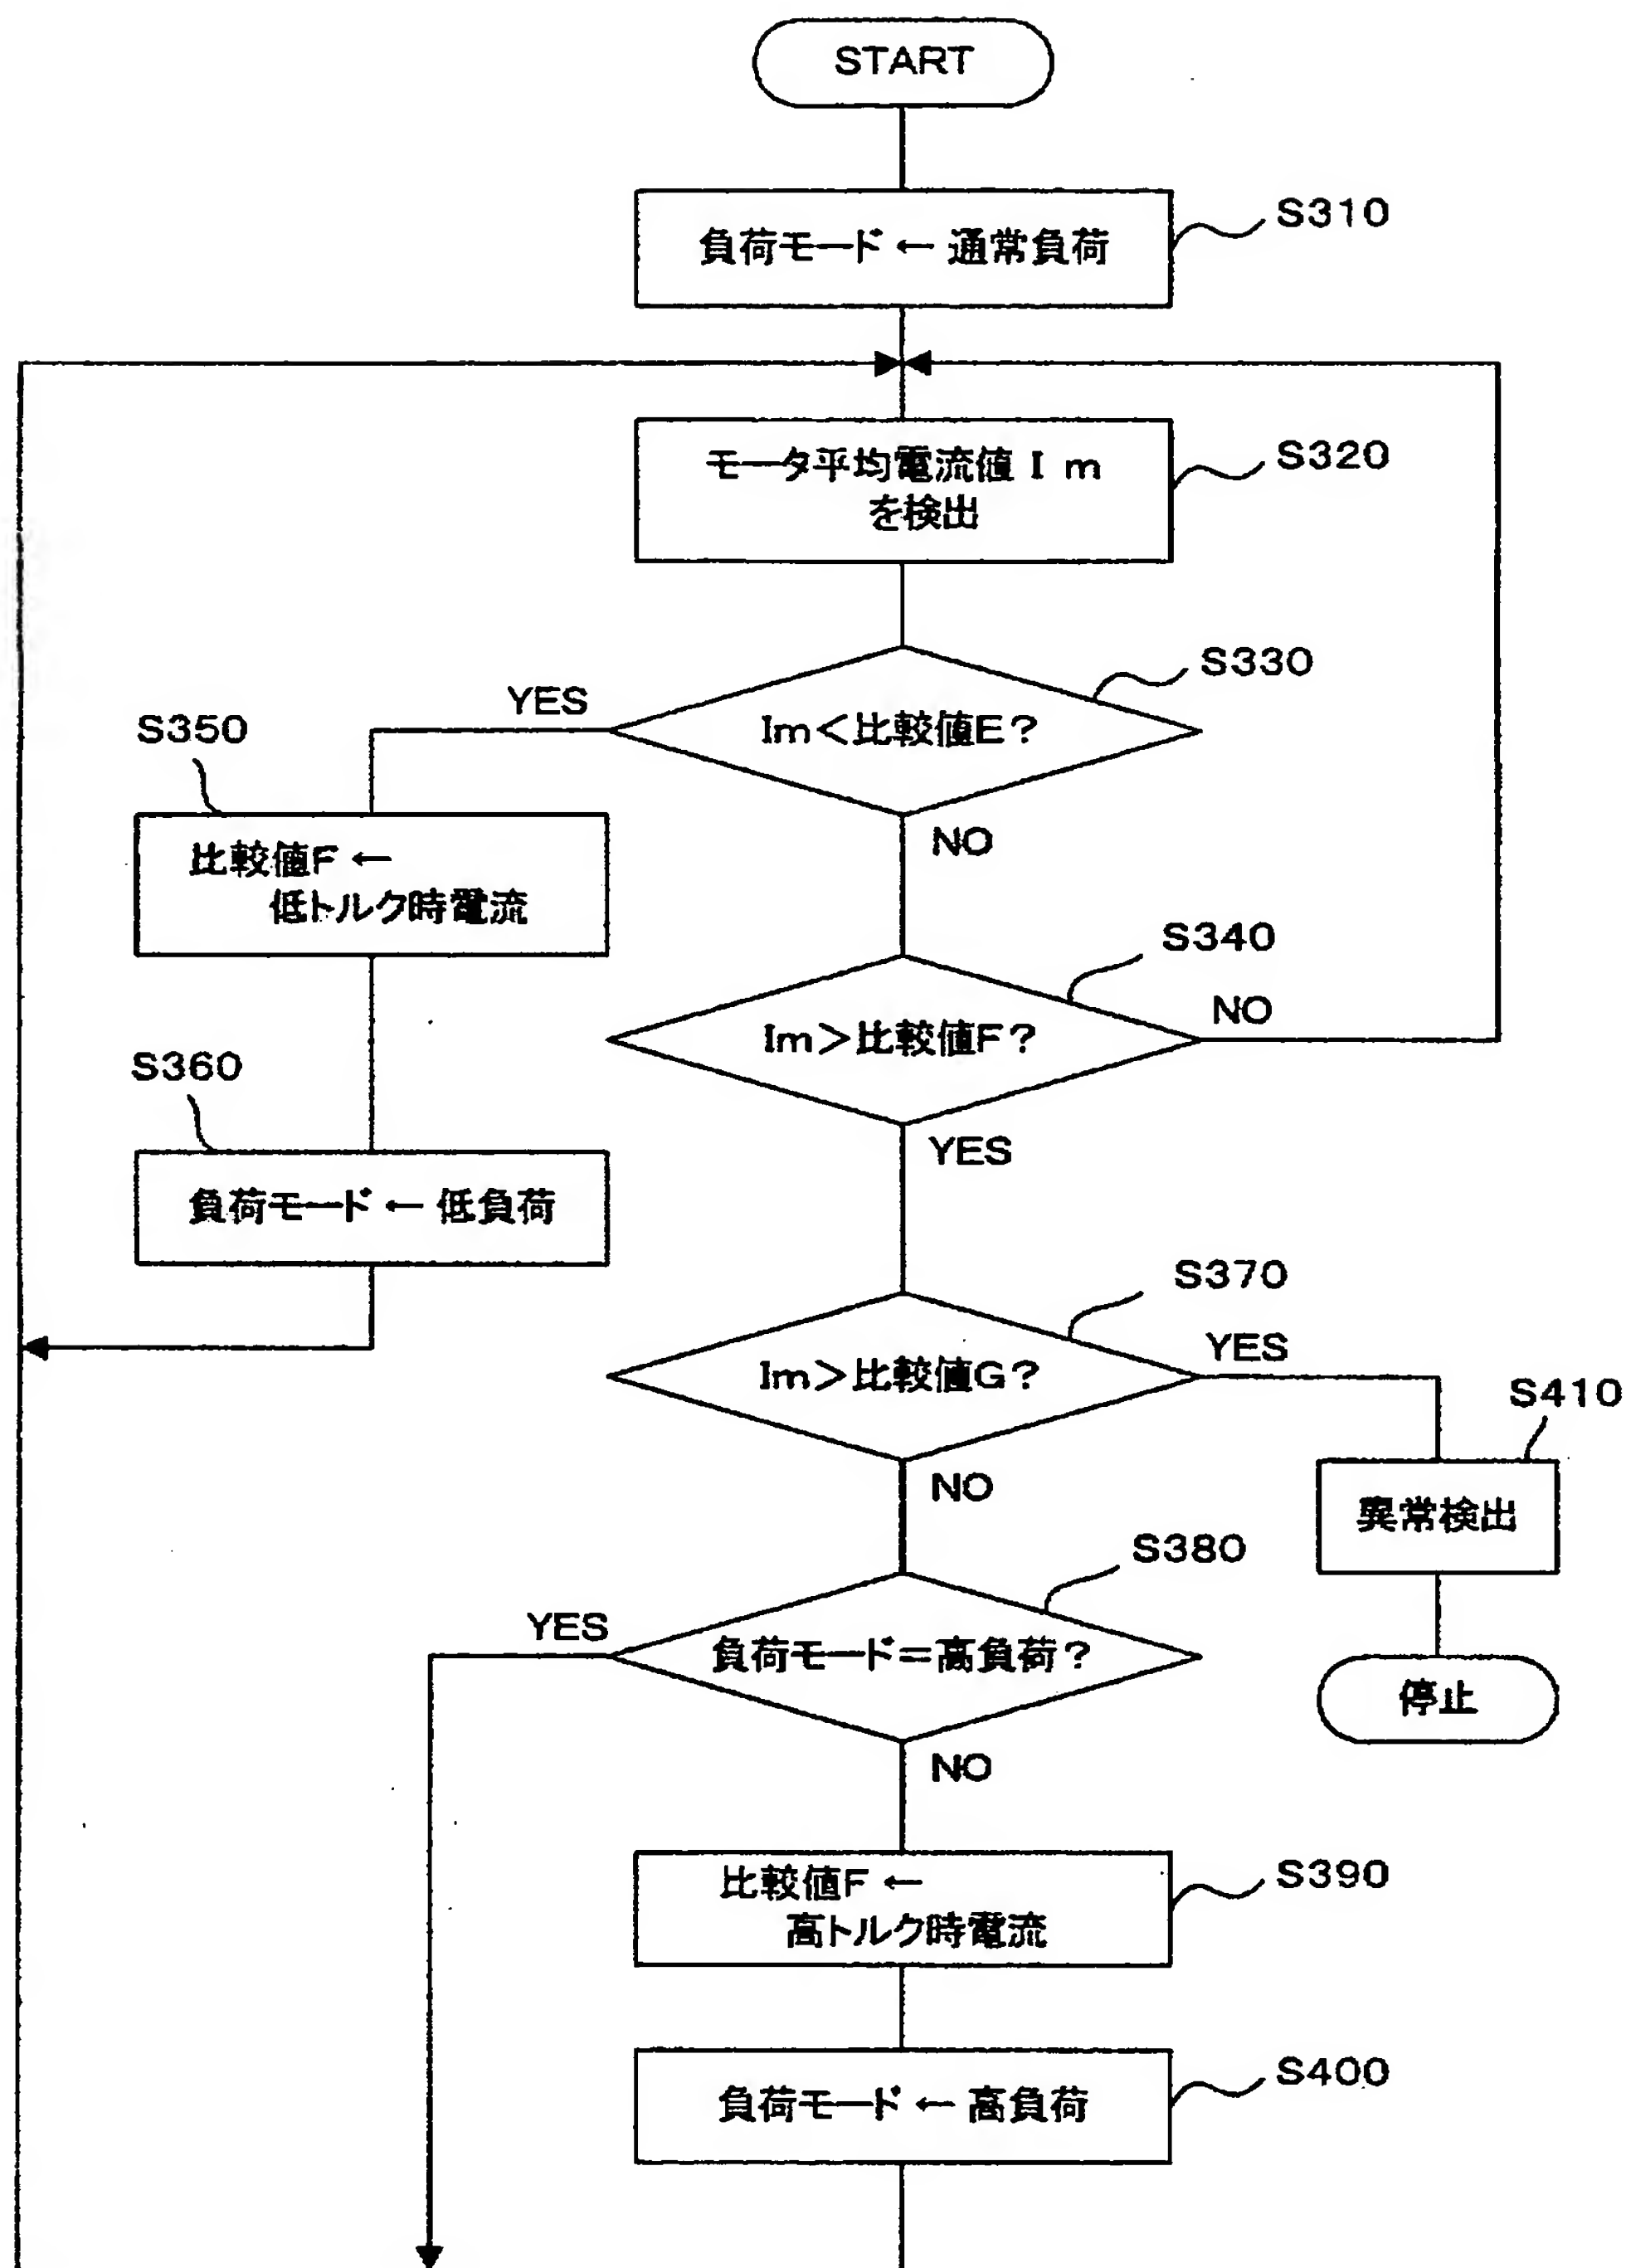 START
負荷モード ← 通常負荷
S310
モータ平均電流値 I m
を検出
S320
S330
Im<比較値E?
YES
NO
S350
比較値F ←
低トルク時電流
S340
Im>比較値F?
NO
YES
S360
負荷モード ← 低負荷
S370
Im>比較値G?
YES
NO
S410
異常検出
停止
S380
負荷モード=高負荷?
YES
NO
比較値F ←
高トルク時電流
S390
負荷モード ← 高負荷
S400